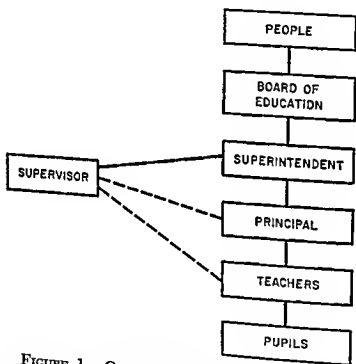 PEOPLE
BOARD OF
EDUCATION
SUPERINTENDENT
SUPERVISOR
PRINCIPAL
TEACHERS
PUPILS
FIGURE 1